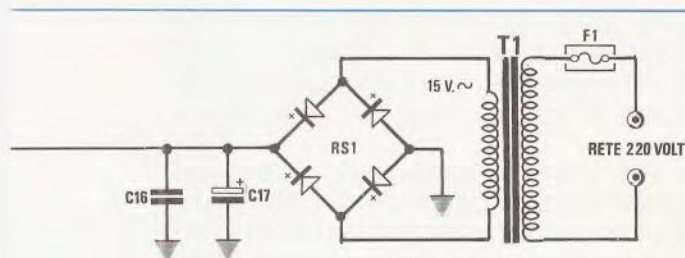 T1
F1
15 V.~
RS1
RETE 220 VOLT
C16
+
C17